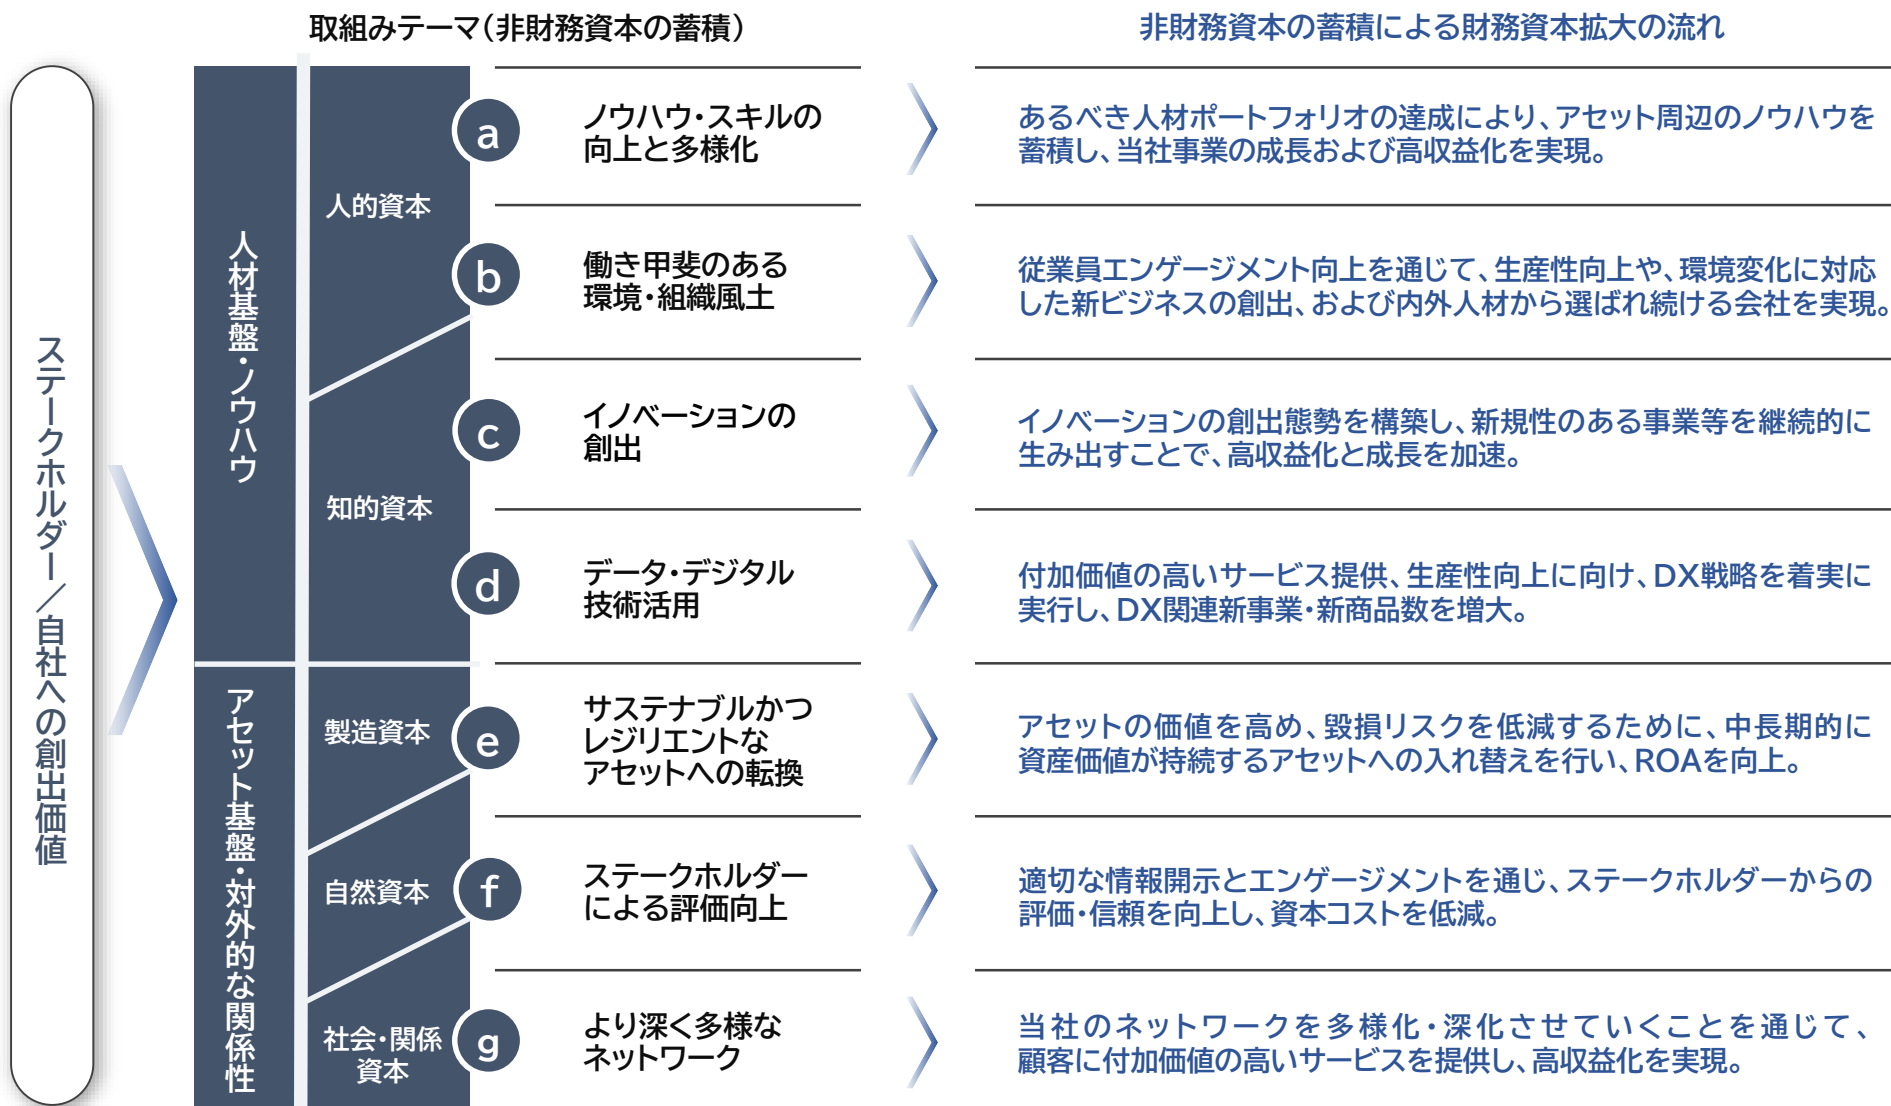 取組みテーマ（非財務資本の蓄積）
非財務資本の蓄積による財務資本拡大の流れ
ステークホルダー／自社への創出価値
人材基盤・ノウハウ
人的資本
a
ノウハウ・スキルの
向上と多様化
あるべき人材ポートフォリオの達成により、アセット周辺のノウハウを
蓄積し、当社事業の成長および高収益化を実現。
b
働き甲斐のある
環境・組織風土
従業員エンゲージメント向上を通じて、生産性向上や、環境変化に対応
した新ビジネスの創出、および内外人材から選ばれ続ける会社を実現。
知的資本
c
イノベーションの
創出
イノベーションの創出態勢を構築し、新規性のある事業等を継続的に
生み出すことで、高収益化と成長を加速。
d
データ・デジタル
技術活用
付加価値の高いサービス提供、生産性向上に向け、DX戦略を着実に
実行し、DX関連新事業・新商品数を増大。
アセット基盤・対外的な関係性
製造資本
e
サステナブルかつ
レジリエントな
アセットへの転換
アセットの価値を高め、毀損リスクを低減するために、中長期的に
資産価値が持続するアセットへの入れ替えを行い、ROAを向上。
自然資本
f
ステークホルダー
による評価向上
適切な情報開示とエンゲージメントを通じ、ステークホルダーからの
評価・信頼を向上し、資本コストを低減。
社会・関係
資本
g
より深く多様な
ネットワーク
当社のネットワークを多様化・深化させていくことを通じて、
顧客に付加価値の高いサービスを提供し、高収益化を実現。